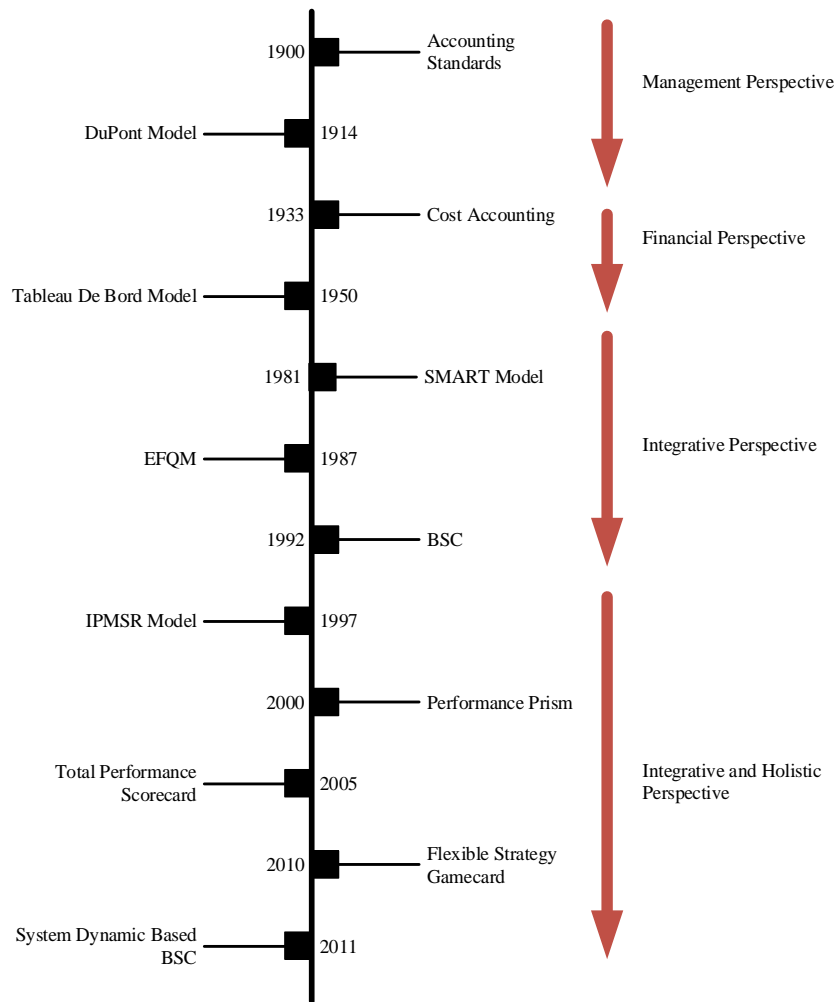 1900
Accounting
Standards
Management Perspective
DuPont Model
1914
1933
Cost Accounting
Financial Perspective
Tableau De Bord Model
1950
1981
SMART Model
EFQM
1987
Integrative Perspective
1992
BSC
IPMSR Model
1997
2000
Performance Prism
Total Performance
Scorecard
2005
Integrative and Holistic
Perspective
2010
Flexible Strategy
Gamecard
System Dynamic Based
BSC
2011